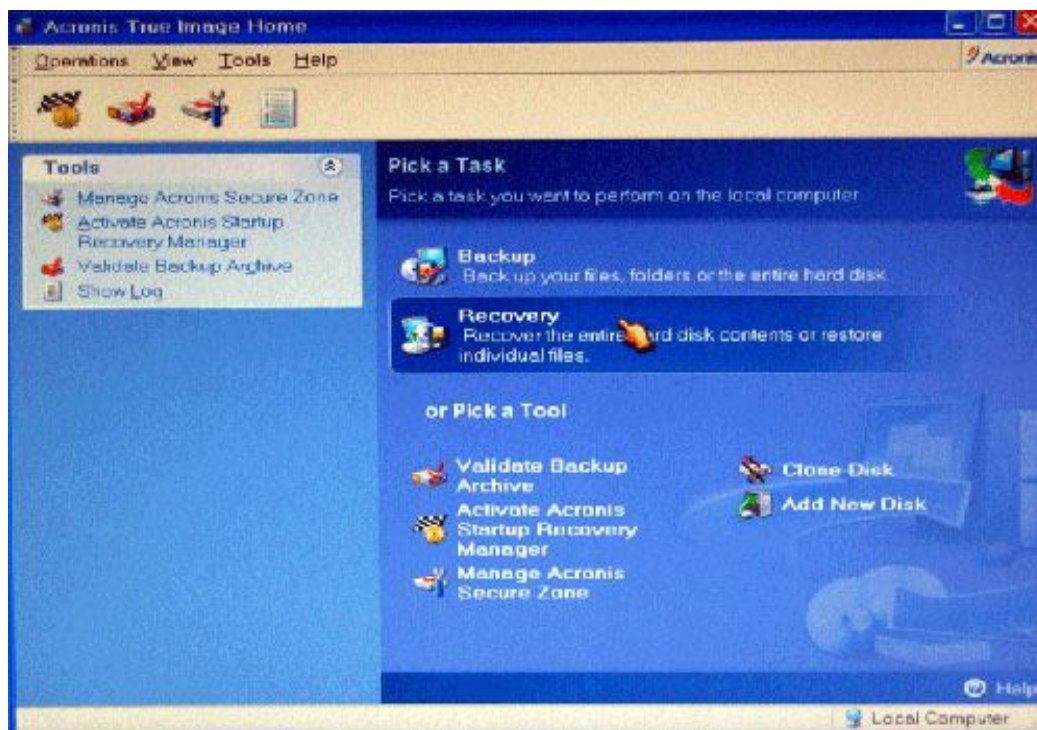 Acronis True Image Home
Operations View Tools Help
Acronis
Tools
Manage Acronis Secure Zone
Activate Acronis Startup
Recovery Manager
Validate Backup Archive
Show Log
Pick a Task
Pick a task you want to perform on the local computer
Backup
Back up your files, folders or the entire hard disk
Recovery
Recover the entire hard disk contents or restore
individual files.
or Pick a Tool
Validate Backup
Archive
Activate Acronis
Startup Recovery
Manager
Manage Acronis
Secure Zone
Clone Disk
Add New Disk
Help
Local Computer